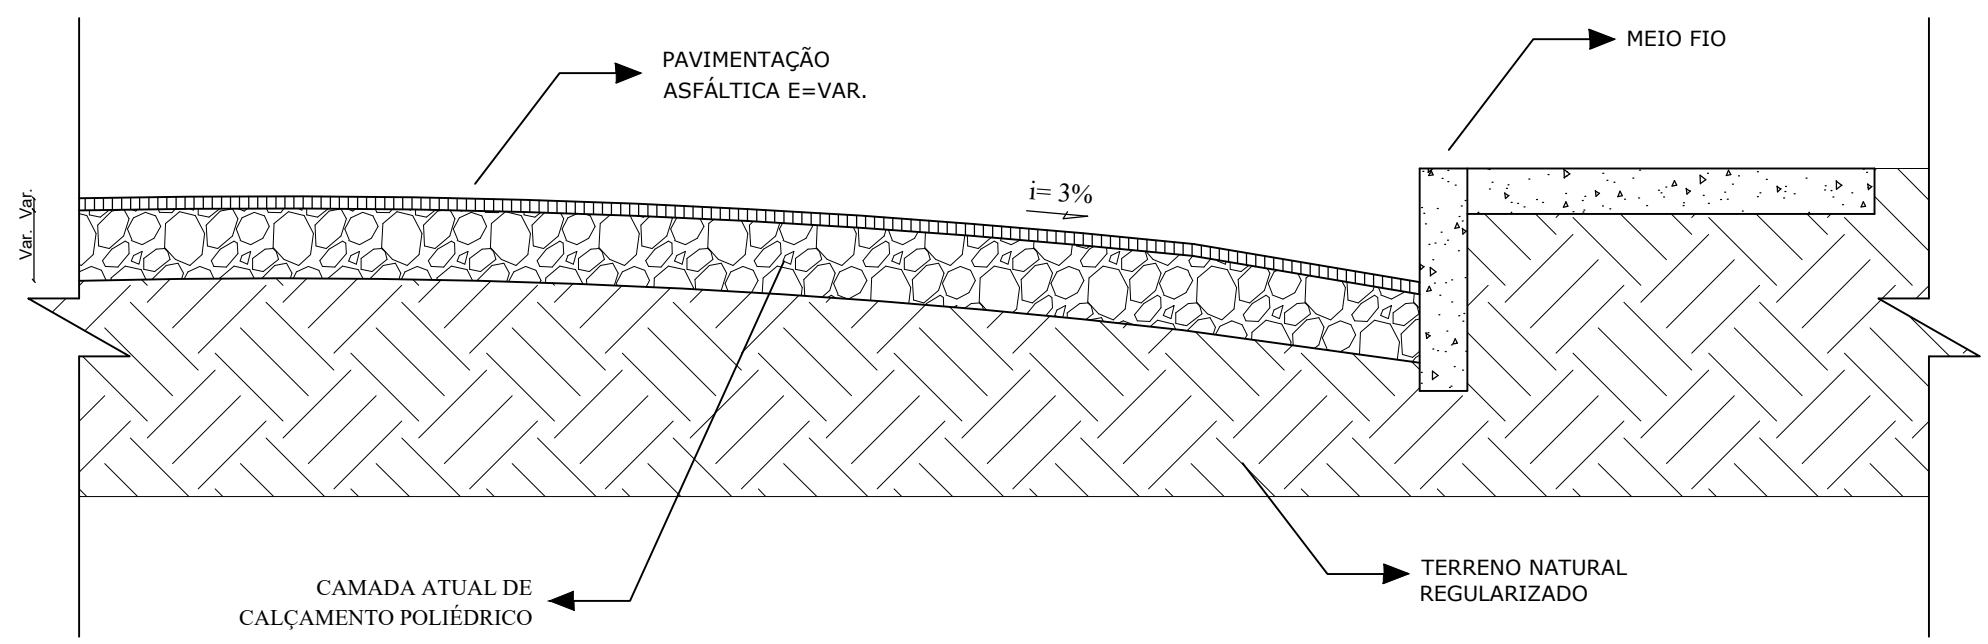 MEIO FIO
PAVIMENTAÇÃO
ASFÁLTICA E=VAR.
i= 3%
Var.
Var.
TERRENO NATURAL
REGULARIZADO
CAMADA ATUAL DE
CALÇAMENTO POLIÉDRICO